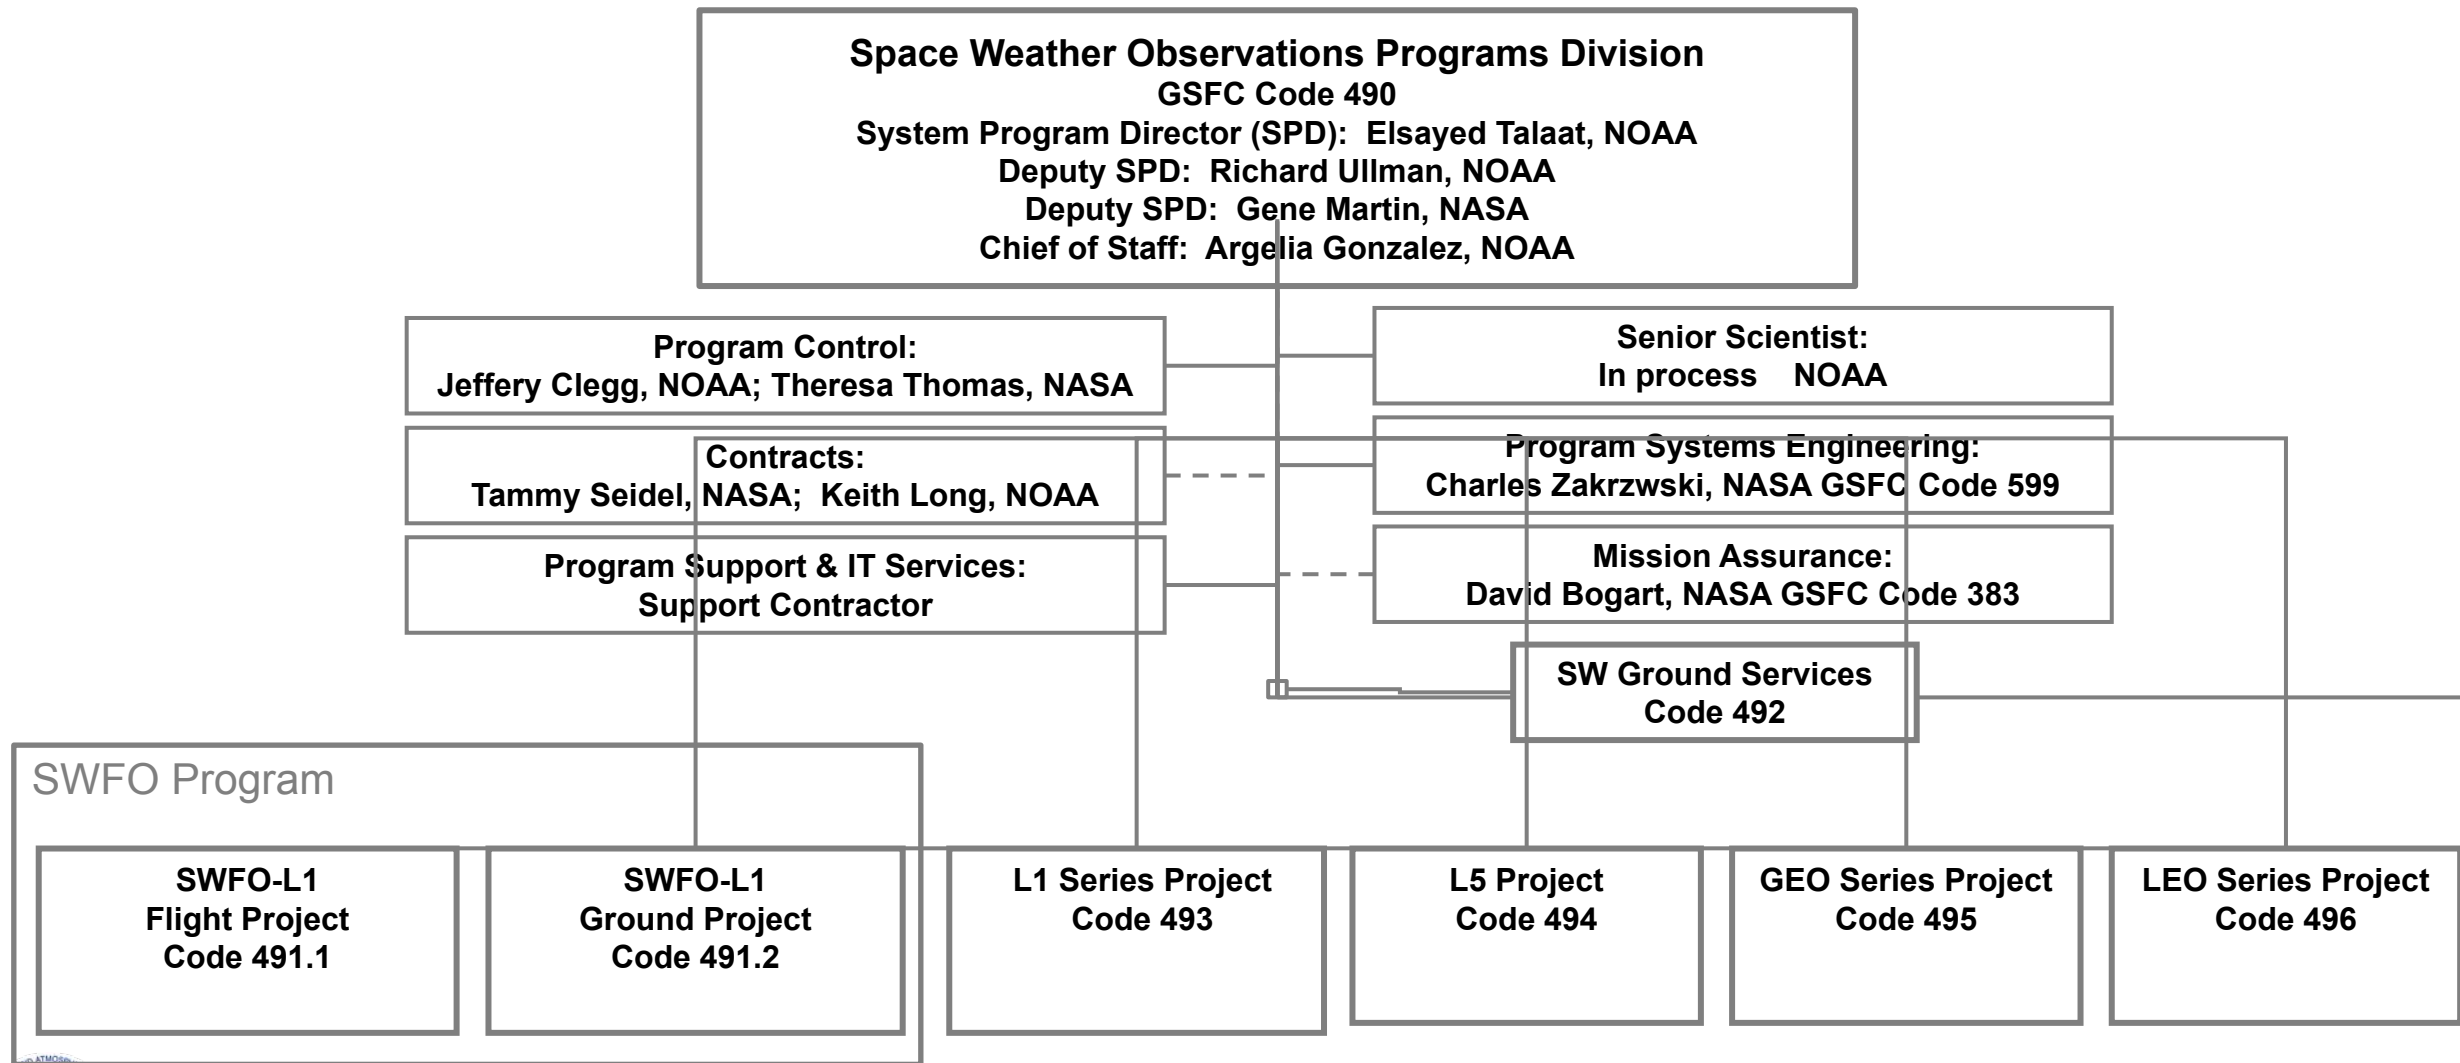 Space Weather Observations Programs Division
GSFC Code 490
System Program Director (SPD):  Elsayed Talaat, NOAA
Deputy SPD:  Richard Ullman, NOAA
Deputy SPD:  Gene Martin, NASA
Chief of Staff:  Argelia Gonzalez, NOAA
Program Control:
Jeffery Clegg, NOAA; Theresa Thomas, NASA
Senior Scientist:
In process    NOAA
Contracts:
Tammy Seidel, NASA;  Keith Long, NOAA
Program Systems Engineering:
Charles Zakrzwski, NASA GSFC Code 599
Program Support & IT Services:
Support Contractor
Mission Assurance:
David Bogart, NASA GSFC Code 383
SW Ground Services
Code 492
SWFO Program
SWFO-L1
Flight Project
Code 491.1
SWFO-L1
Ground Project
Code 491.2
L1 Series Project
Code 493
L5 Project
Code 494
GEO Series Project
Code 495
LEO Series Project
Code 496